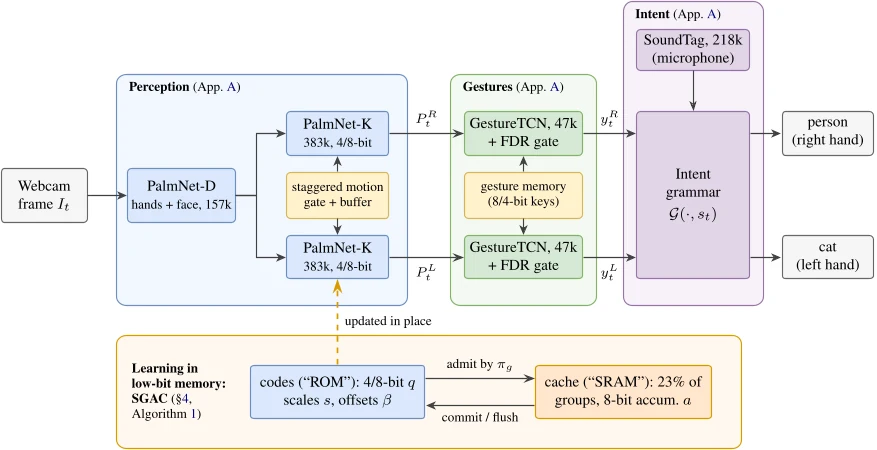 Intent (App. A)
SoundTag, 218k
(microphone)
Perception (App. A)
Gestures (App. A)
PalmNet-K
383k, 4/8-bit
P_t^R
GestureTCN, 47k
+ FDR gate
y_t^R
person
(right hand)
Webcam
frame I_t
PalmNet-D
hands + face, 157k
staggered motion
gate + buffer
gesture memory
(8/4-bit keys)
Intent
grammar
𝒢(·, s_t)
PalmNet-K
383k, 4/8-bit
P_t^L
GestureTCN, 47k
+ FDR gate
y_t^L
cat
(left hand)
updated in place
Learning in
low-bit memory:
SGAC (§4,
Algorithm 1)
codes (“ROM”): 4/8-bit q
scales s, offsets β
admit by π_g
commit / flush
cache (“SRAM”): 23% of
groups, 8-bit accum. a